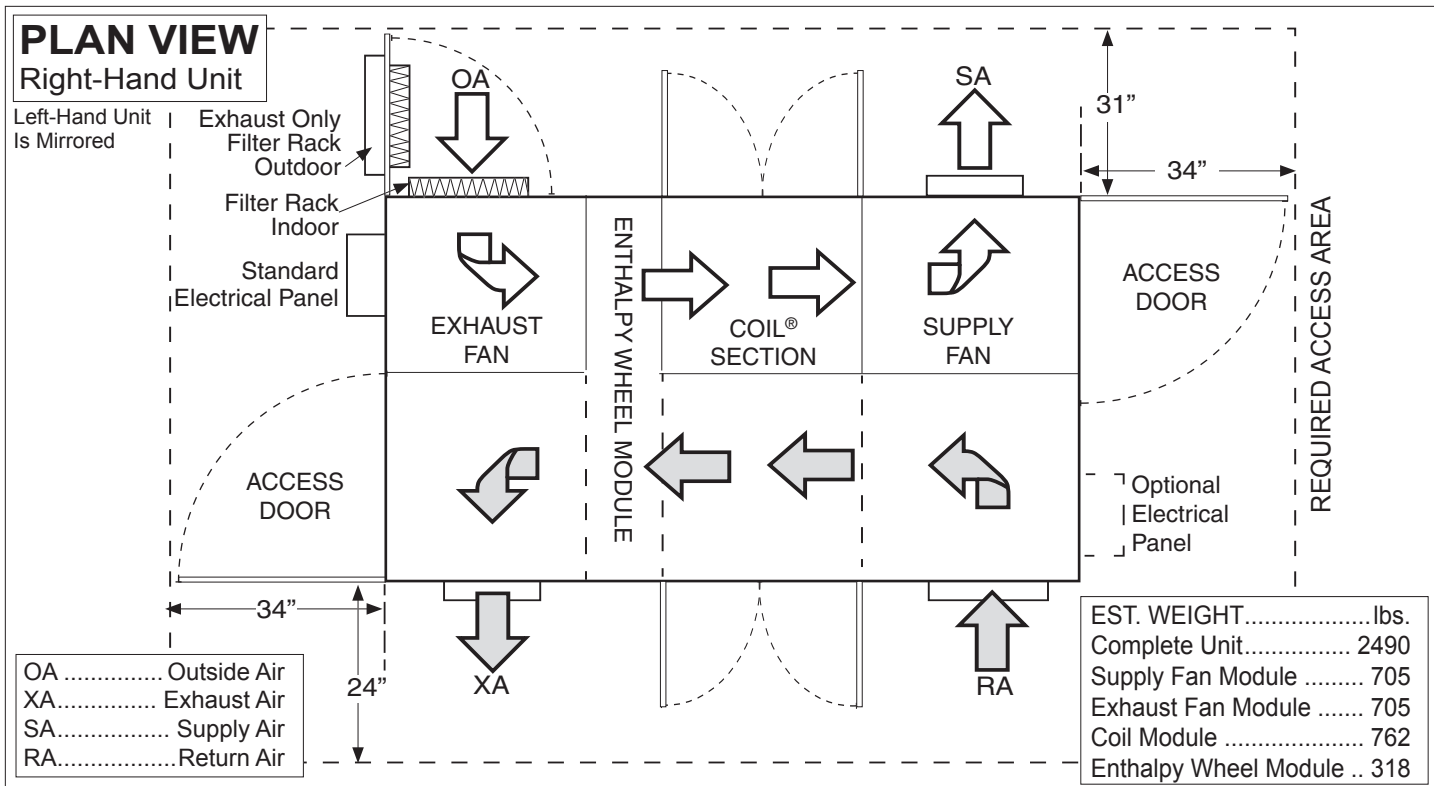 PLAN VIEW
Right-Hand Unit
Left-Hand Unit
Is Mirrored
Exhaust Only
Filter Rack
Outdoor
Filter Rack
Indoor
Standard
Electrical Panel
OA
SA
31”
34”
EXHAUST
FAN
ENTHALPY WHEEL MODULE
COIL®
SECTION
SUPPLY
FAN
ACCESS
DOOR
REQUIRED ACCESS AREA
ACCESS
DOOR
Optional
Electrical
Panel
34”
24”
XA
RA
OA ............... Outside Air
XA............... Exhaust Air
SA................. Supply Air
RA..................Return Air
EST. WEIGHT...................lbs.
Complete Unit................ 2490
Supply Fan Module ......... 705
Exhaust Fan Module ....... 705
Coil Module ..................... 762
Enthalpy Wheel Module .. 318